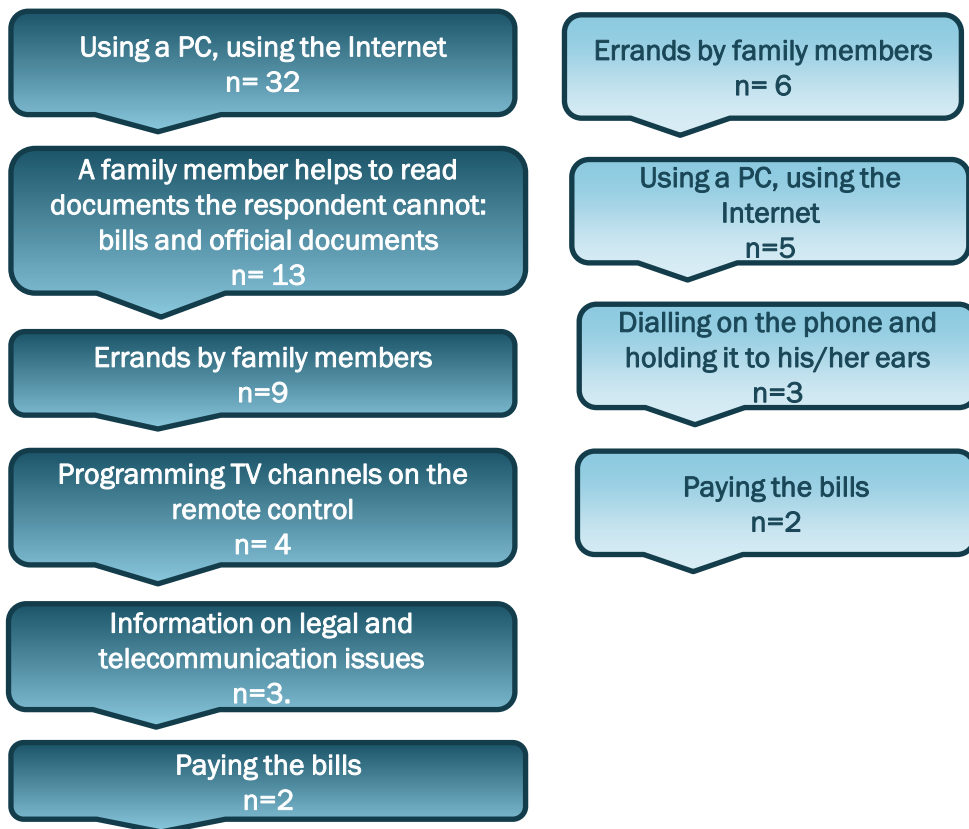 Using a PC, using the Internet
n= 32
A family member helps to read
documents the respondent cannot:
bills and official documents
n= 13
Errands by family members
n=9
Programming TV channels on the
remote control
n= 4
Information on legal and
telecommunication issues
n=3.
Paying the bills
n=2
Errands by family members
n= 6
Using a PC, using the
Internet
n=5
Dialling on the phone and
holding it to his/her ears
n=3
Paying the bills
n=2